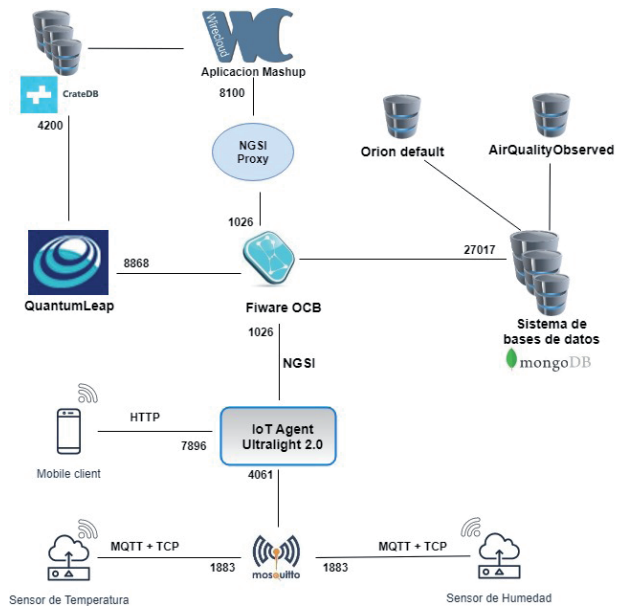 Wirecloud
WC
Aplicacion Mashup
8100
CrateDB
4200
NGSI
Proxy
Orion default
AirQualityObserved
1026
8868
27017
QuantumLeap
Fiware OCB
Sistema de
bases de datos
mongoDB
1026
NGSI
HTTP
7896
IoT Agent
Ultralight 2.0
Mobile client
4061
MQTT + TCP
1883
mosquitto
1883
MQTT + TCP
Sensor de Temperatura
Sensor de Humedad